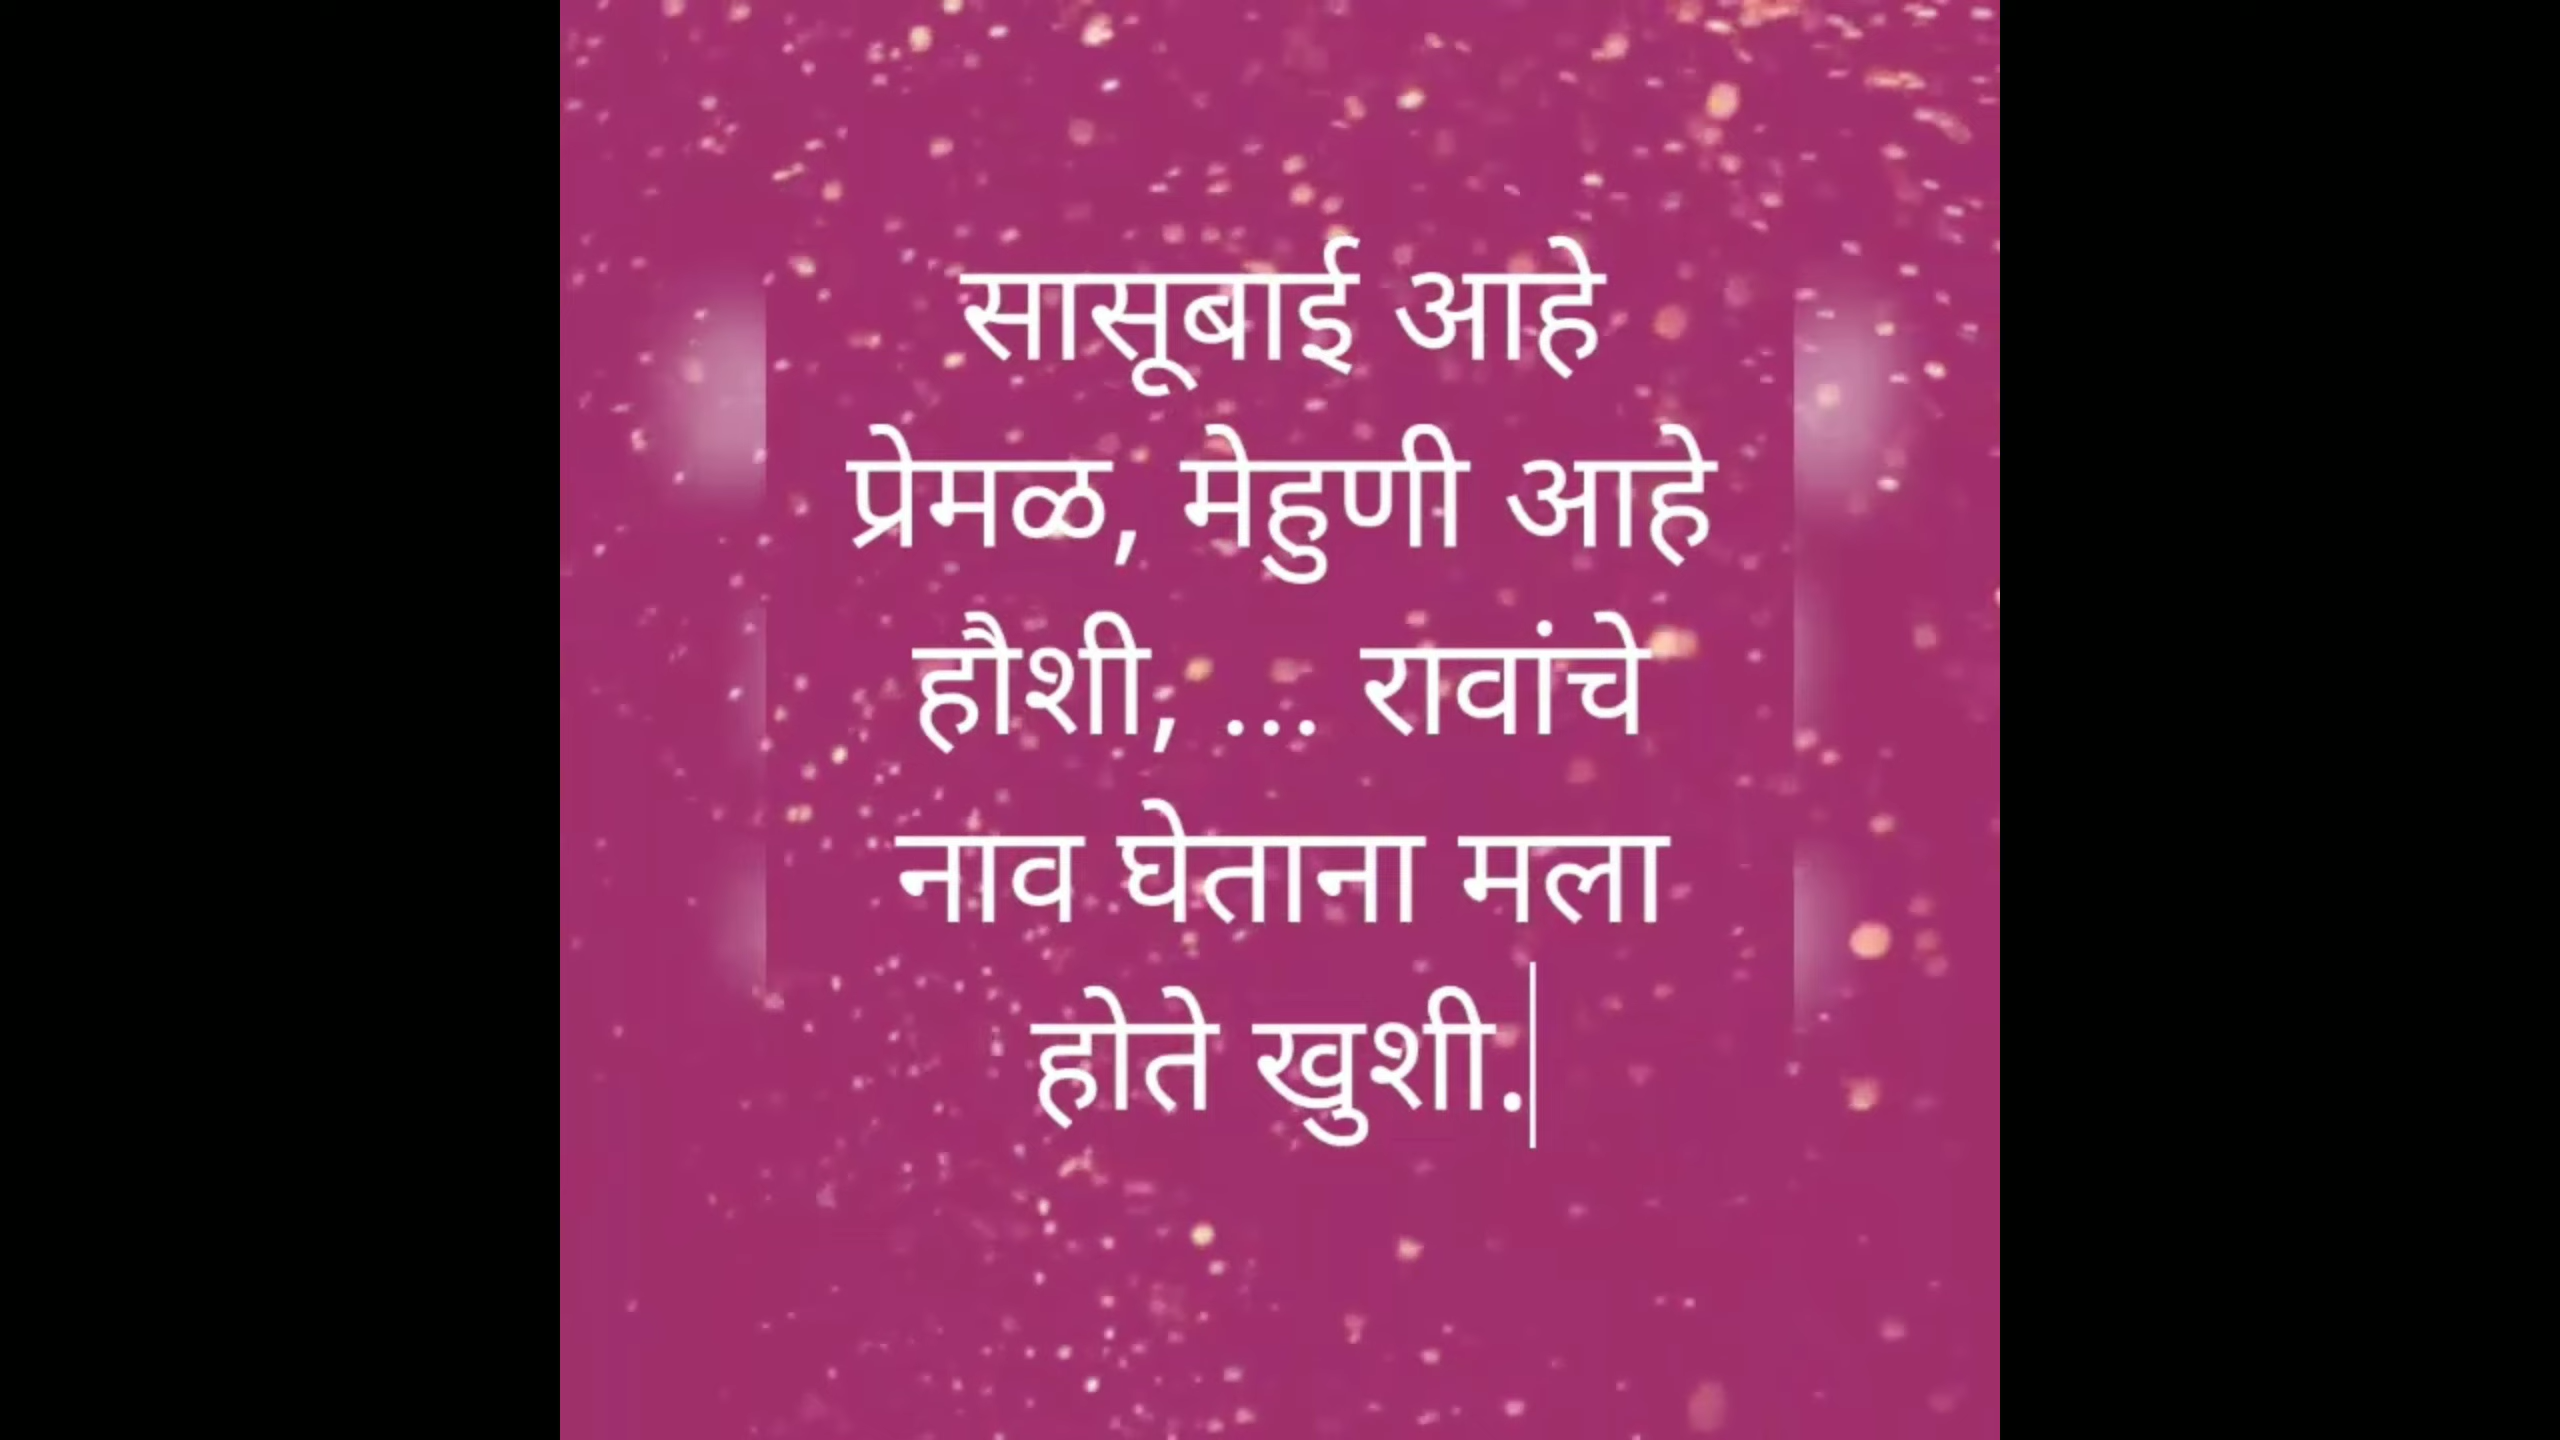 सासूबाई आहे
प्रेमळ, मेहुणी आहे
हौशी, ... रावांचे
नाव घेताना मला
होते खुशी.